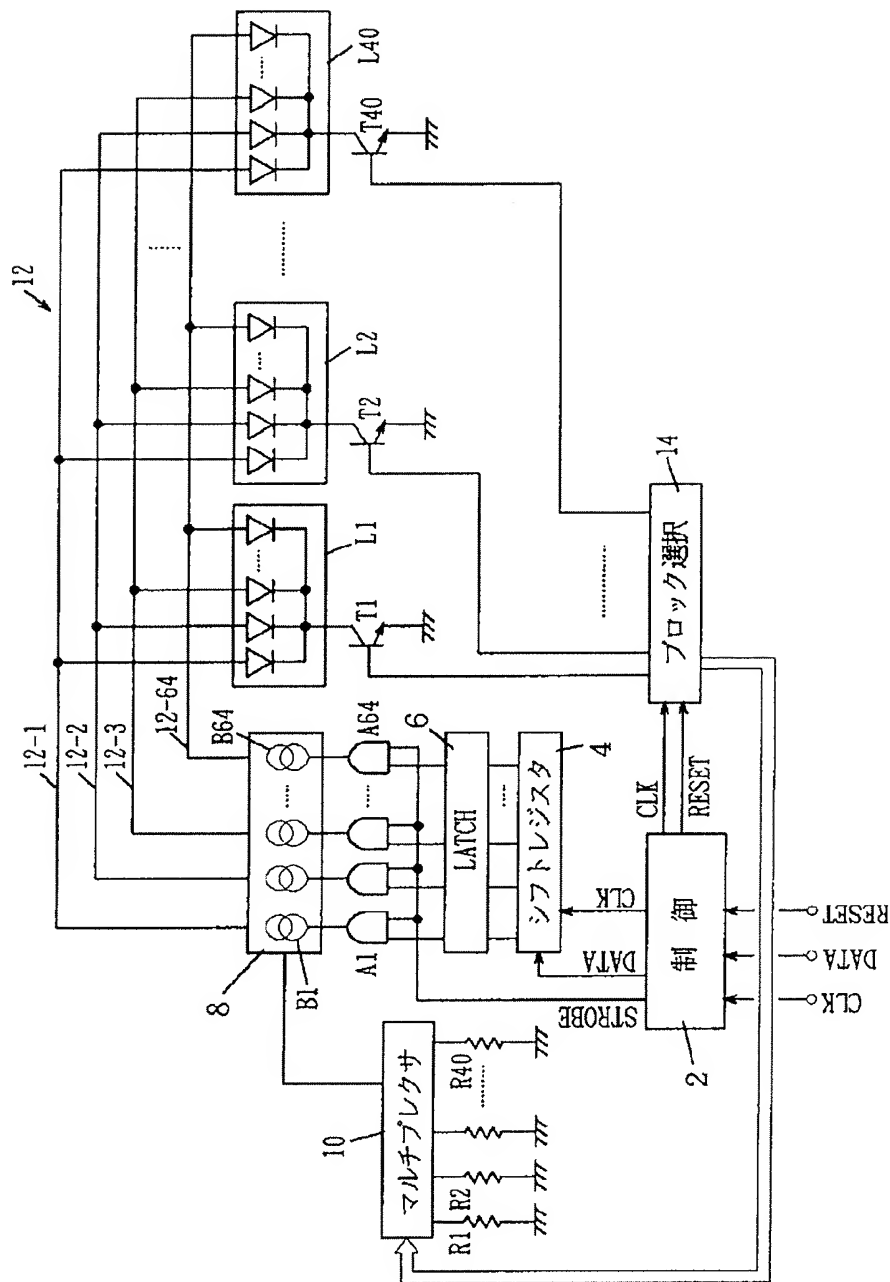 12
12-1
12-2
12-3
12-64
L1
L2
L40
T1
T2
T40
8
B1
B64
A1
A64
6
LATCH
4
シフトレジスタ
10
マルチプレクサ
R1
R2
R40
STROBE
DATA
CLK
CLK
RESET
14
ブロック選択
2
制御
CLK
DATA
RESET